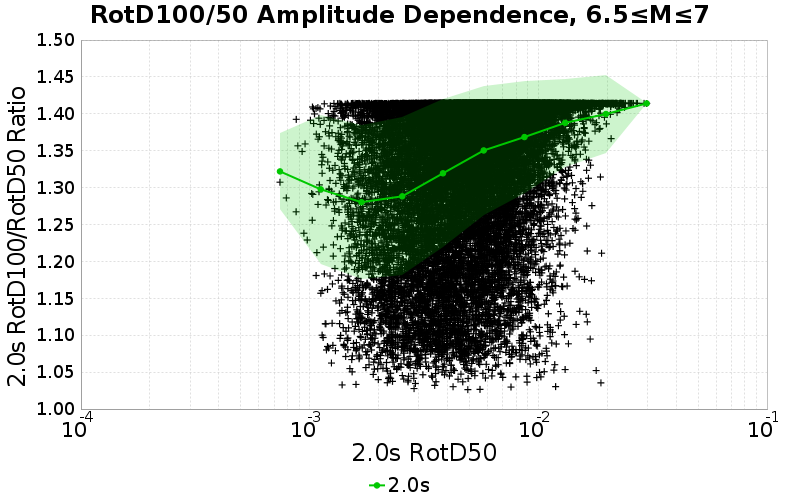 RotD100/50 Amplitude Dependence, 6.5≤M≤7
2.0s RotD100/RotD50 Ratio
1.50
1.45
1.40
1.35
1.30
1.25
1.20
1.15
1.10
1.05
1.00
10^-4 10^-3 10^-2 10^-1
2.0s RotD50
2.0s